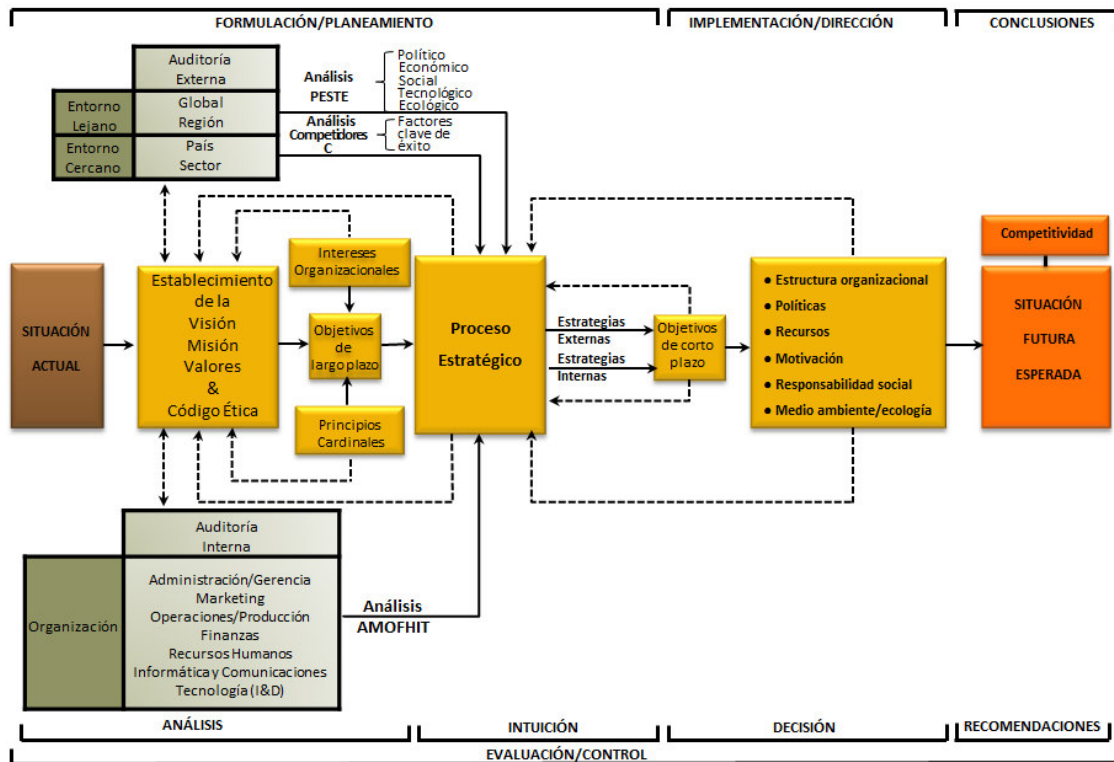 FORMULACIÓN/PLANEAMIENTO
IMPLEMENTACIÓN/DIRECCIÓN
CONCLUSIONES
Auditoría
Externa
Entorno
Lejano
Global
Región
Entorno
Cercano
País
Sector
Análisis
PESTE
Político
Económico
Social
Tecnológico
Ecológico
Análisis
Competidores
C
Factores
clave de
éxito
SITUACIÓN
ACTUAL
Establecimiento
de la
Visión
Misión
Valores
&
Código Ética
Intereses
Organizacionales
Objetivos
de
largo plazo
Principios
Cardinales
Proceso
Estratégico
Estrategias
Externas
Estrategias
Internas
Objetivos
de corto
plazo
● Estructura organizacional
● Políticas
● Recursos
● Motivación
● Responsabilidad social
● Medio ambiente/ecología
Competitividad
SITUACIÓN
FUTURA
ESPERADA
Auditoría
Interna
Organización
Administración/Gerencia
Marketing
Operaciones/Producción
Finanzas
Recursos Humanos
Informática y Comunicaciones
Tecnología (I&D)
Análisis
AMOFHIT
ANÁLISIS
INTUICIÓN
DECISIÓN
RECOMENDACIONES
EVALUACIÓN/CONTROL